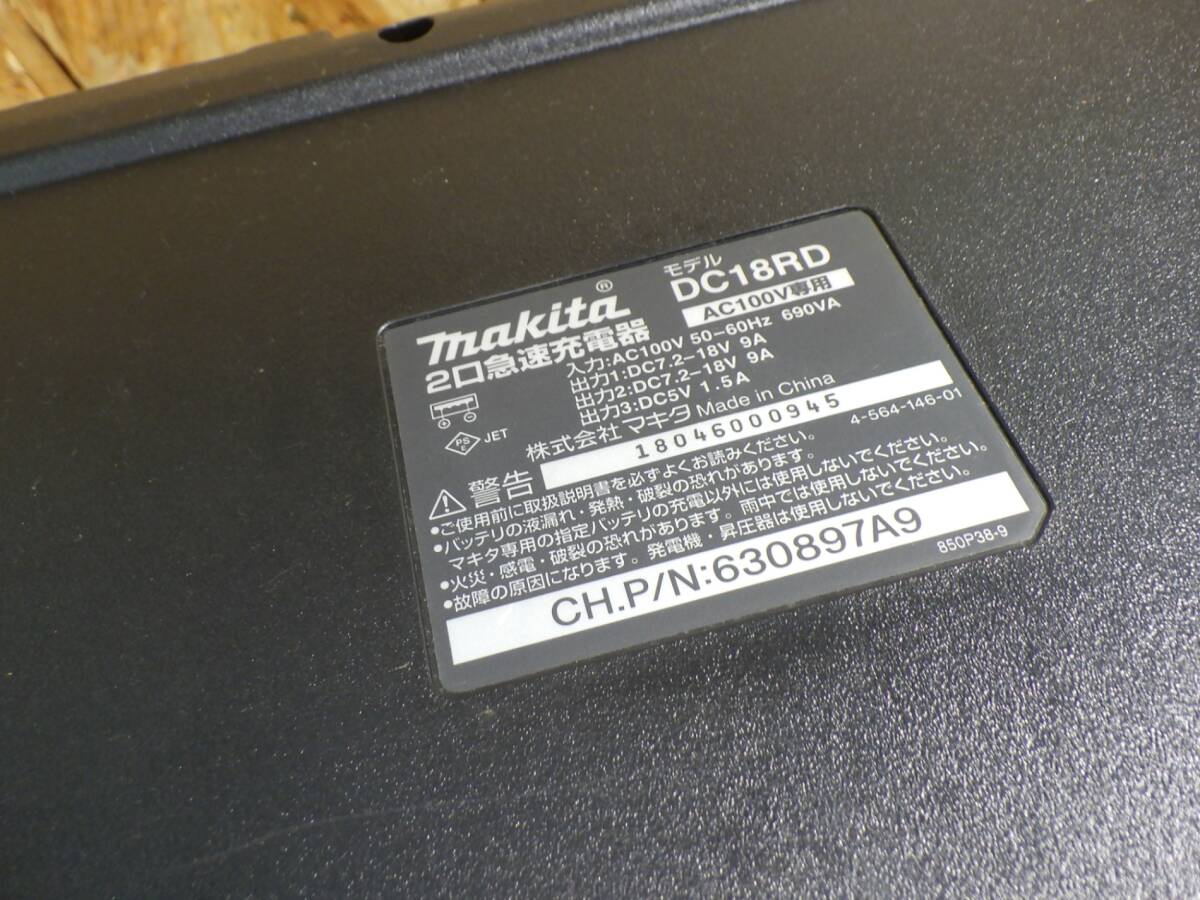 makita®
2口急速充電器
モデル
DC18RD
AC100V専用
入力:AC100V 50-60Hz 690VA
出力1:DC7.2-18V 9A
出力2:DC7.2-18V 9A
出力3:DC5V 1.5A
PS
E
JET
株式会社 マキタ Made in China
18046000945
4-564-146-01
警告
•ご使用前に取扱説明書を必ずよくお読みください。
•バッテリの液漏れ・発熱・破裂の恐れがあります。
マキタ専用の指定バッテリの充電以外には使用しないでください。
•火災・感電・破裂の恐れがあります。雨中では使用しないでください。
•故障の原因になります。発電機・昇圧器は使用しないでください。
CH.P/N:630897A9
850P38-9